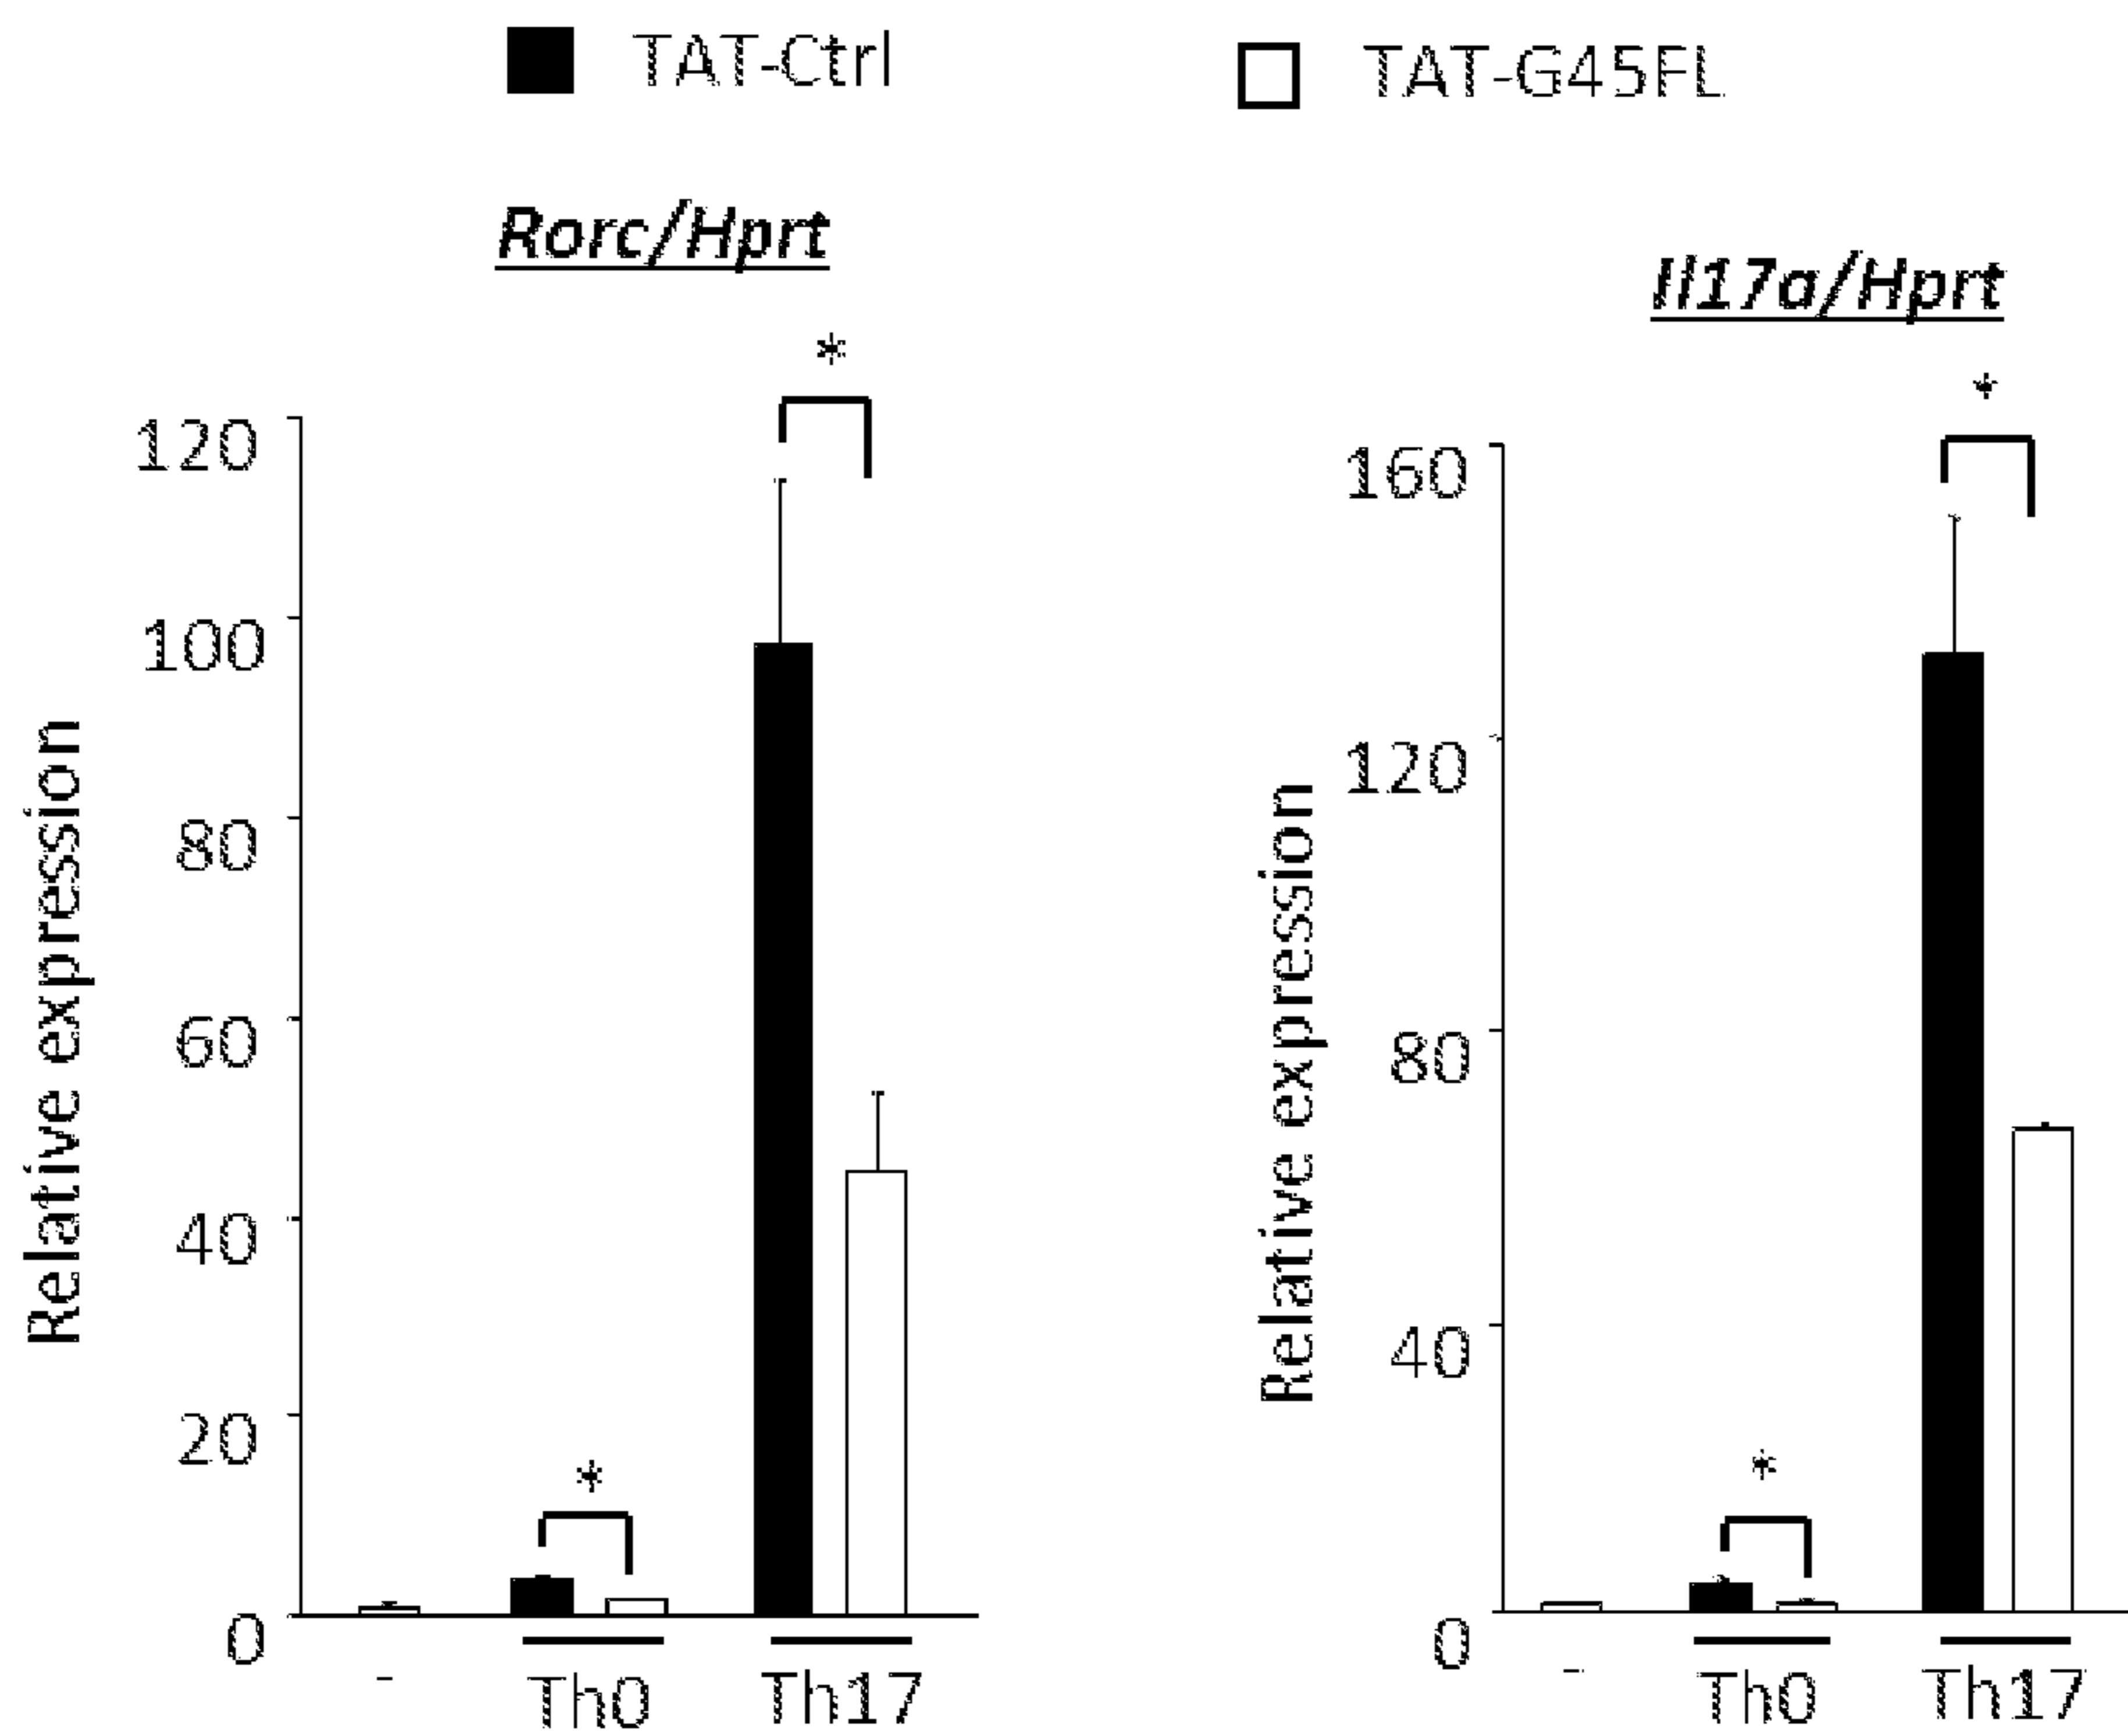 TAT-Ctrl
TAT-G45FL
Rorc/Hprt
*
120
100
80
60
40
20
0
Relative expression
*
-
Th0
Th17
Il17a/Hprt
*
160
120
80
40
0
Relative expression
*
-
Th0
Th17